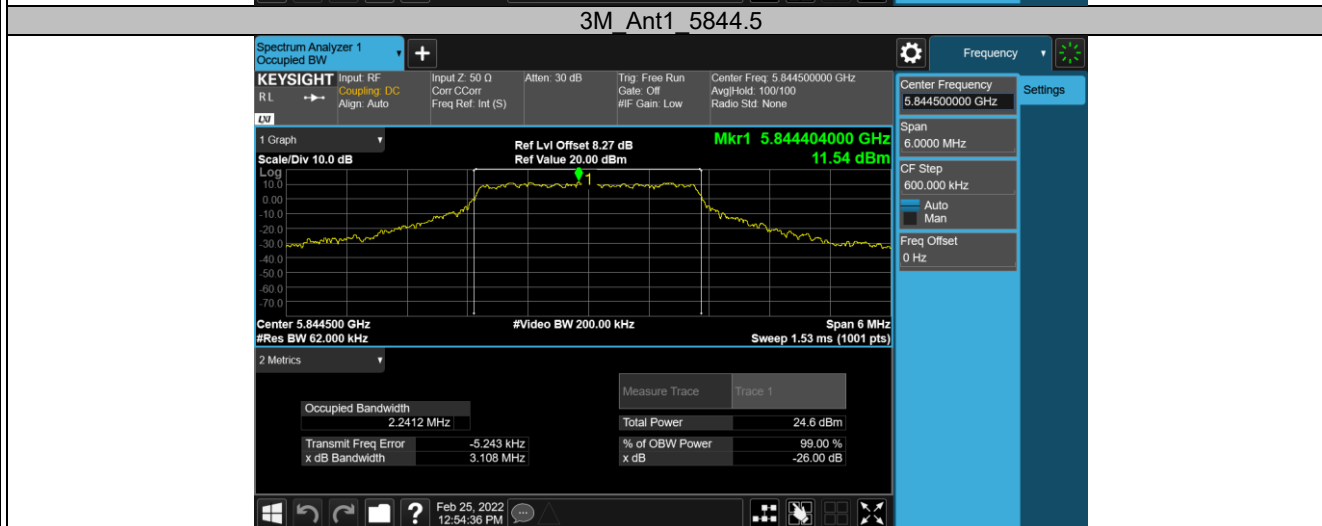 3M_Ant1_5844.5
Spectrum Analyzer 1
Occupied BW
+
Frequency
KEYSIGHT
RL
LXI
Input: RF
Coupling: DC
Align: Auto
Input Z: 50 Ω
Corr CCorr
Freq Ref: Int (S)
Atten: 30 dB
Trig: Free Run
Gate: Off
#IF Gain: Low
Center Freq: 5.844500000 GHz
Avg|Hold: 100/100
Radio Std: None
Center Frequency
5.844500000 GHz
Settings
Span
6.0000 MHz
CF Step
600.000 kHz
Auto
Man
Freq Offset
0 Hz
1 Graph
Scale/Div 10.0 dB
Ref Lvl Offset 8.27 dB
Ref Value 20.00 dBm
Mkr1 5.844404000 GHz
11.54 dBm
Log
10.0
0.00
-10.0
-20.0
-30.0
-40.0
-50.0
-60.0
-70.0
1
Center 5.844500 GHz
#Video BW 200.00 kHz
Span 6 MHz
#Res BW 62.000 kHz
Sweep 1.53 ms (1001 pts)
2 Metrics
Measure Trace
Trace 1
Occupied Bandwidth
2.2412 MHz
Total Power
24.6 dBm
Transmit Freq Error
-5.243 kHz
% of OBW Power
99.00 %
x dB Bandwidth
3.108 MHz
x dB
-26.00 dB
?
Feb 25, 2022
12:54:36 PM